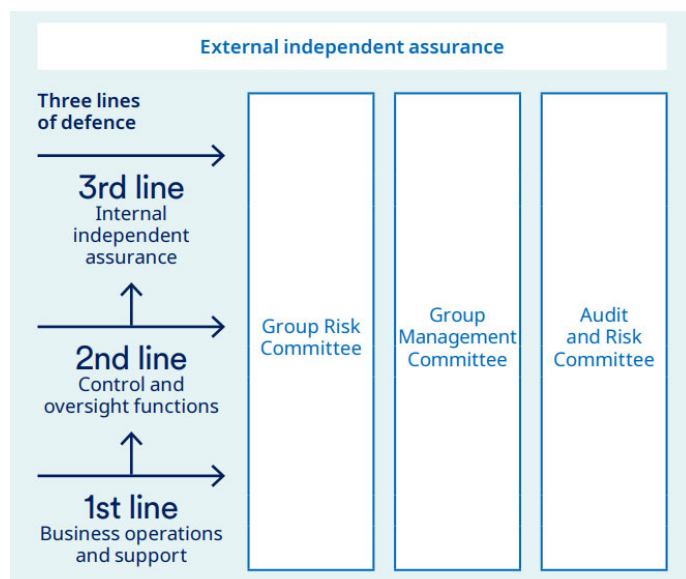 External independent assurance
Three lines
of defence
3rd line
Internal
independent
assurance
2nd line
Control and
oversight functions
1st line
Business operations
and support
Group Risk
Committee
Group
Management
Committee
Audit
and Risk
Committee